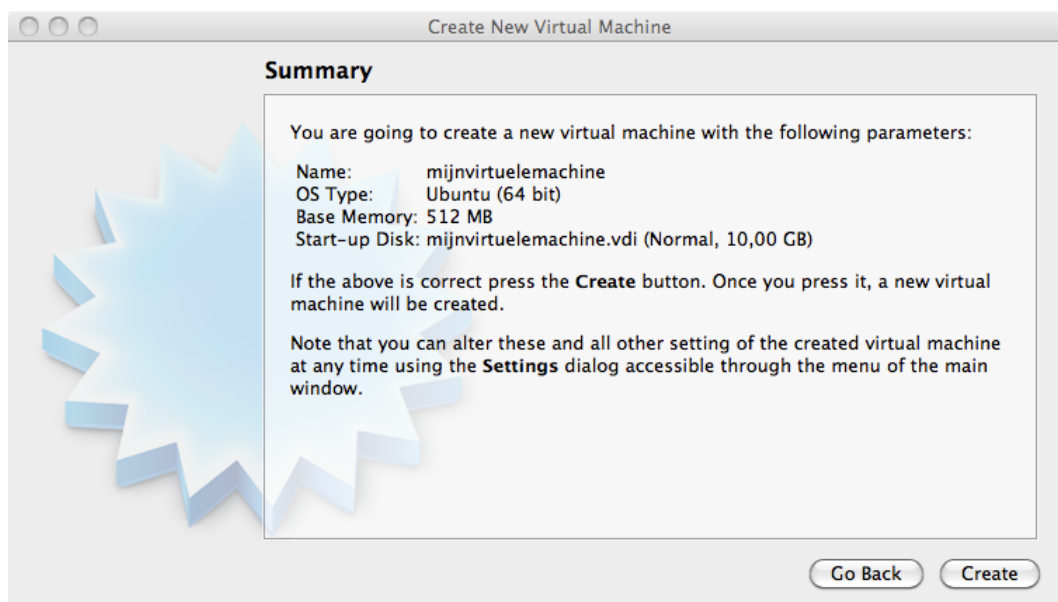 Create New Virtual Machine
Summary
You are going to create a new virtual machine with the following parameters:
Name: mijnvirtuelemachine
OS Type: Ubuntu (64 bit)
Base Memory: 512 MB
Start-up Disk: mijnvirtuelemachine.vdi (Normal, 10,00 GB)
If the above is correct press the Create button. Once you press it, a new virtual
machine will be created.
Note that you can alter these and all other setting of the created virtual machine
at any time using the Settings dialog accessible through the menu of the main
window.
Go Back Create